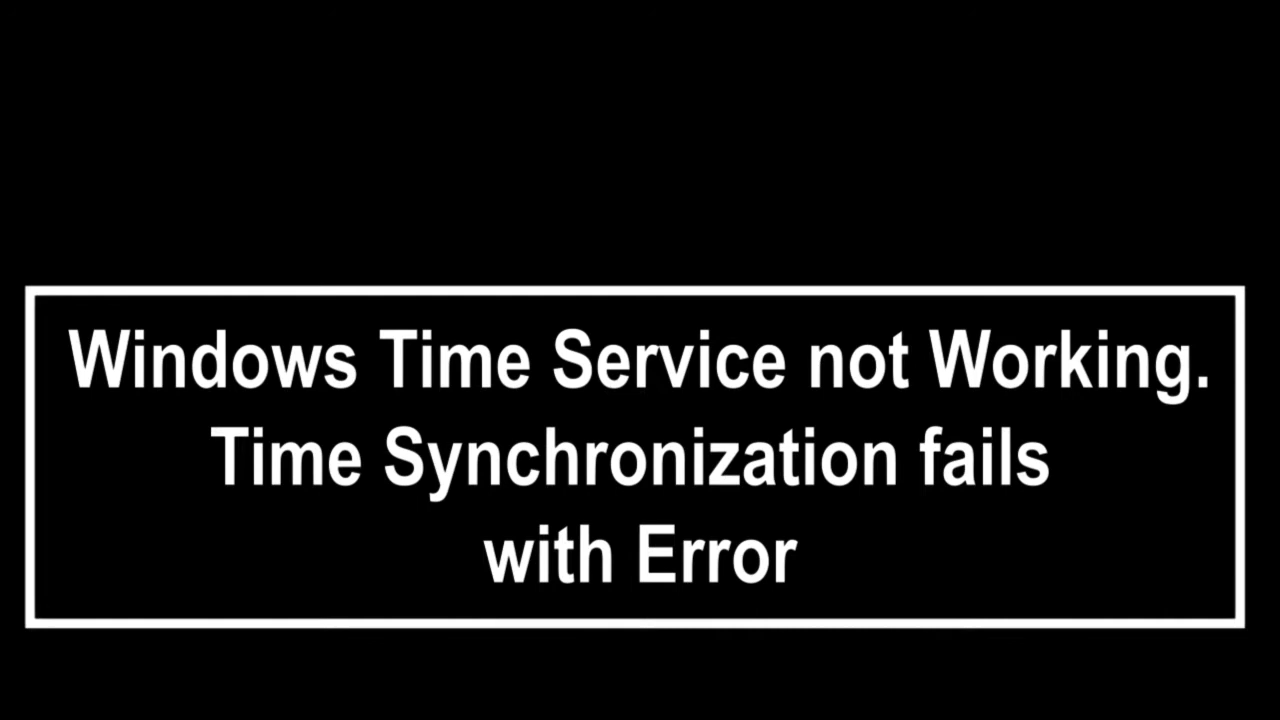 Windows Time Service not Working.
Time Synchronization fails
with Error